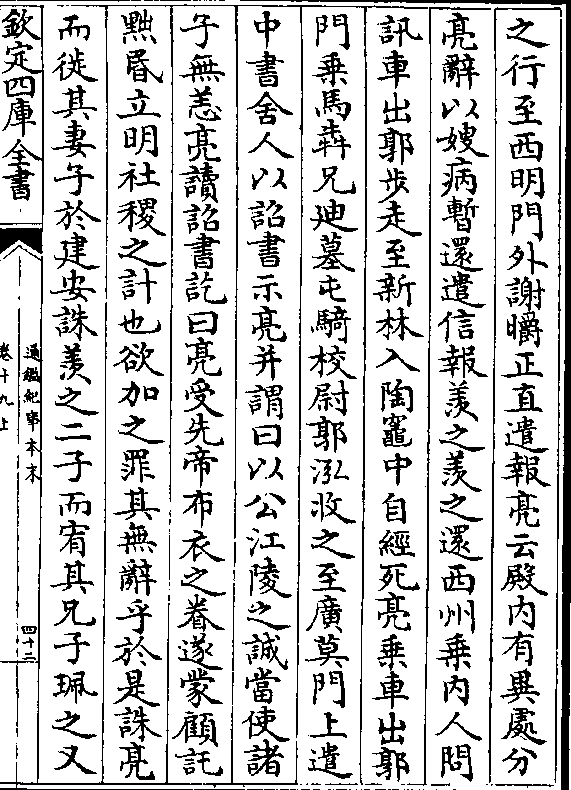 之行至西明門外謝㬭正直遣報亮云殿内有異處分
亮辭以嫂病暫還遣信報羨之羨之還西州乗内人問
訊車出郭步走至新林入陶竈中自經死亮乗車出郭
門乗馬犇兄廸墓屯騎校尉郭泓收之至廣莫門上遣
中書舍人以詔書示亮并謂曰以公江陵之誠當使諸
子無恙亮讀詔書訖曰亮受先帝布衣之眷遂蒙顧託
黜昏立明社稷之計也欲加之罪其無辭乎於是誅亮
而徙其妻子於建安誅羨之二子而宥其兄子珮之又
欽定四庫全書
通鑑紀事本末
卷十九上
四十二